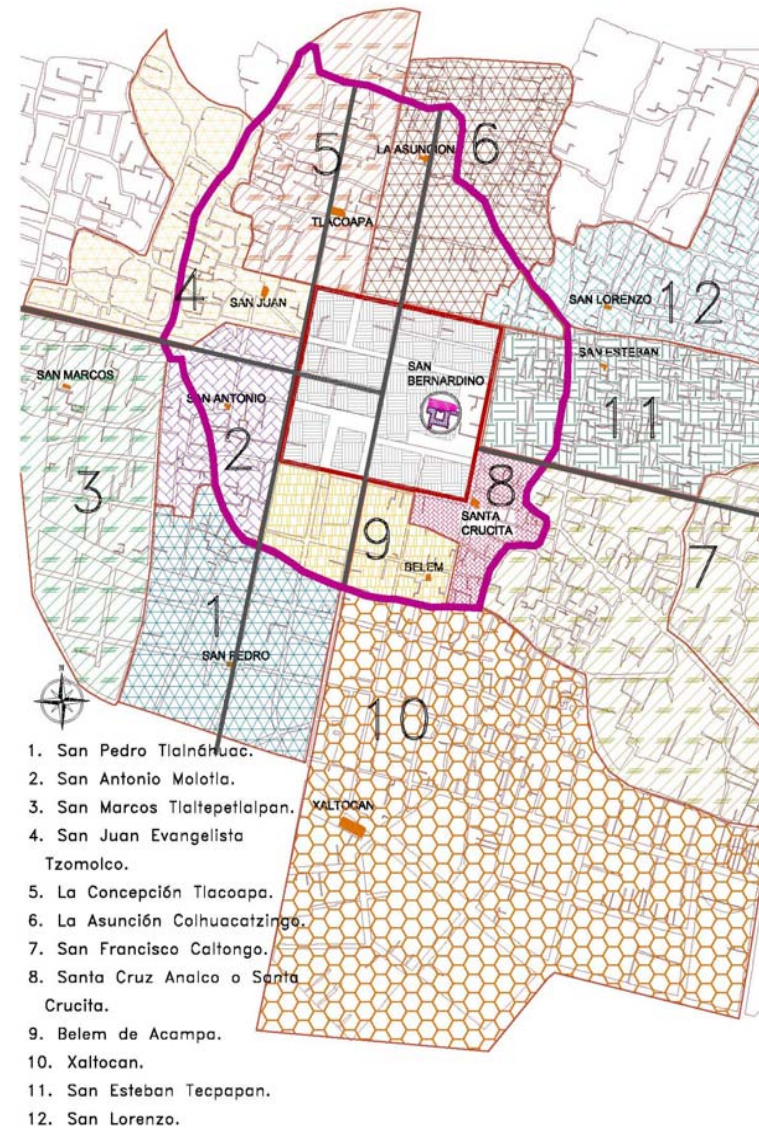 5
6
LA ASUNCION
TLACOAPA
4
SAN JUAN
SAN LORENZO
12
SAN MARCOS
SAN ANTONIO
SAN
BERNARDINO
SAN ESTEBAN
11
2
3
8
SANTA
CRUCITA
9
BELEM
7
1
SAN PEDRO
N
10
XALTOCAN
1. San Pedro Tlalnáhuac.
2. San Antonio Molotla.
3. San Marcos Tlaltepetlalpan.
4. San Juan Evangelista
Tzomolco.
5. La Concepción Tlacoapa.
6. La Asunción Colhuacatzingo.
7. San Francisco Caltongo.
8. Santa Cruz Analco o Santa
Crucita.
9. Belem de Acampa.
10. Xaltocan.
11. San Esteban Tecpapan.
12. San Lorenzo.